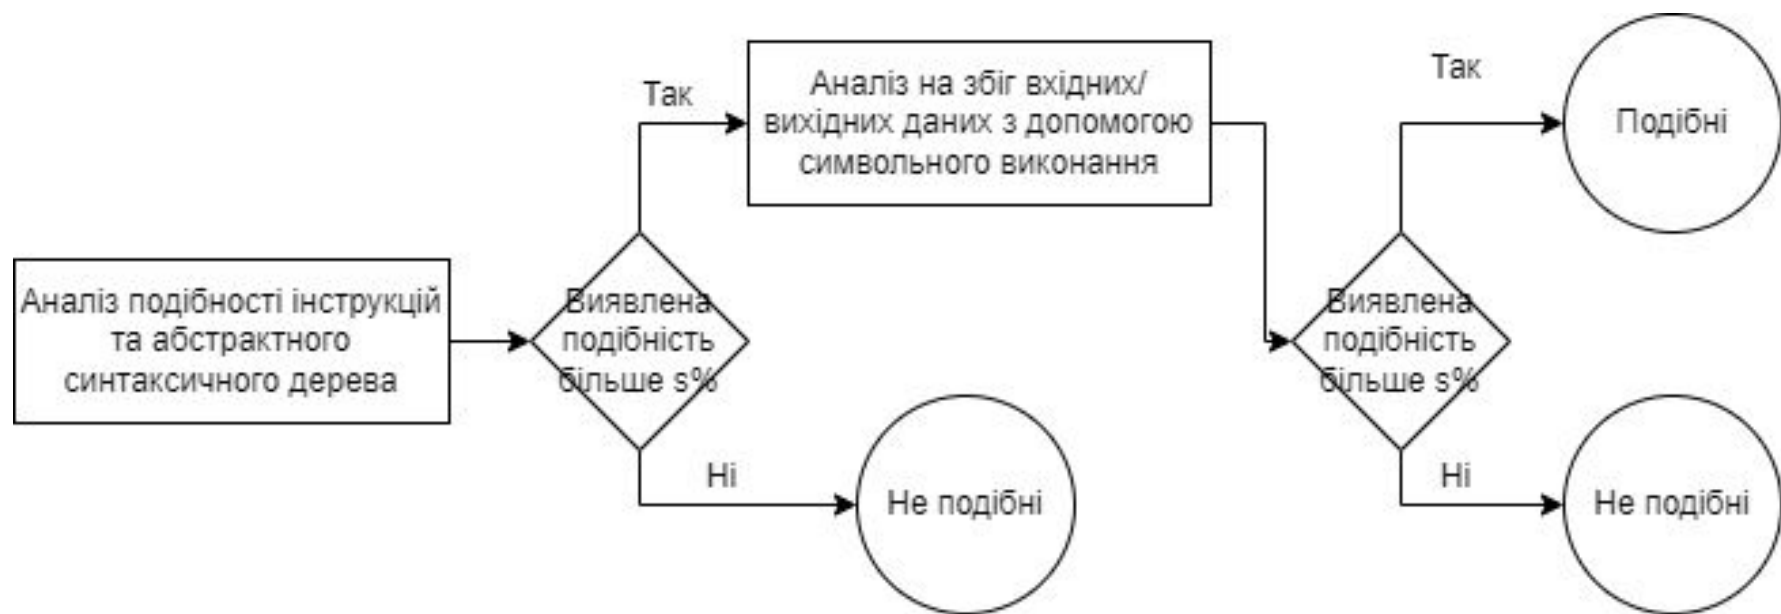 Аналіз подібності інструкцій
та абстрактного
синтаксичного дерева
Виявлена
подібність
більше s%
Так
Ні
Не подібні
Аналіз на збіг вхідних/
вихідних даних з допомогою
символьного виконання
Виявлена
подібність
більше s%
Так
Подібні
Ні
Не подібні